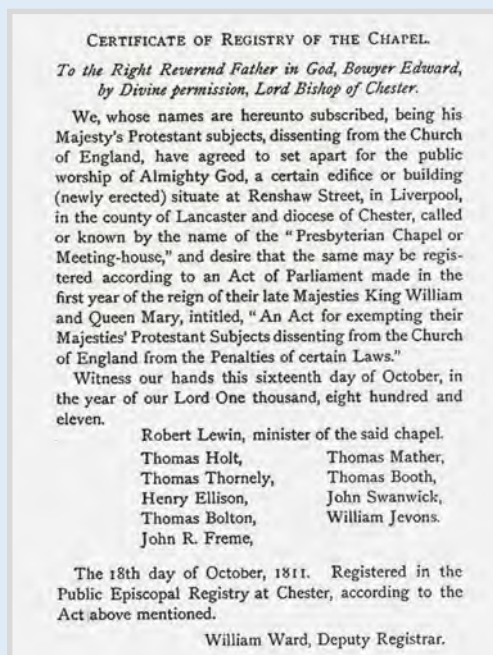 CERTIFICATE OF REGISTRY OF THE CHAPEL.
To the Right Reverend Father in God, Bowyer Edward,
by Divine permission, Lord Bishop of Chester.
We, whose names are hereunto subscribed, being his
Majesty's Protestant subjects, dissenting from the Church
of England, have agreed to set apart for the public
worship of Almighty God, a certain edifice or building
(newly erected) situate at Renshaw Street, in Liverpool,
in the county of Lancaster and diocese of Chester, called
or known by the name of the "Presbyterian Chapel or
Meeting-house," and desire that the same may be regis-
tered according to an Act of Parliament made in the
first year of the reign of their late Majesties King William
and Queen Mary, intitled, "An Act for exempting their
Majesties' Protestant Subjects dissenting from the Church
of England from the Penalties of certain Laws."
Witness our hands this sixteenth day of October, in
the year of our Lord One thousand, eight hundred and
eleven.
Robert Lewin, minister of the said chapel.
Thomas Holt, Thomas Mather,
Thomas Thornely, Thomas Booth,
Henry Ellison, John Swanwick,
Thomas Bolton, William Jevons.
John R. Freme,
The 18th day of October, 1811. Registered in the
Public Episcopal Registry at Chester, according to the
Act above mentioned.
William Ward, Deputy Registrar.